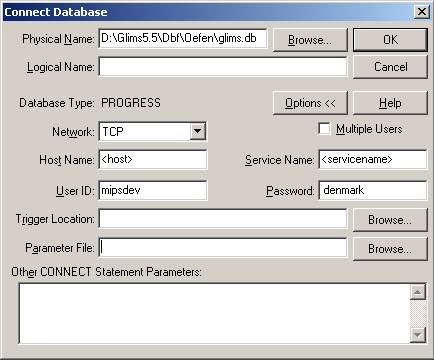 Connect Database
Physical Name: D:\Glims5.5\Dbf\Oefen\glims.db Browse... OK
Logical Name: Cancel
Database Type: PROGRESS Options << Help
Network: TCP Multiple Users
Host Name: <host> Service Name: <servicename>
User ID: mipsdev Password: denmark
Trigger Location: Browse...
Parameter File: Browse...
Other CONNECT Statement Parameters: